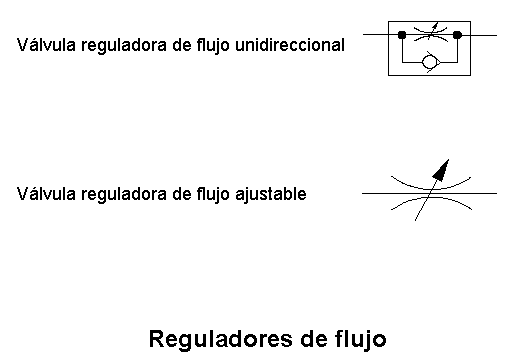 Válvula reguladora de flujo unidireccional
Válvula reguladora de flujo ajustable
Reguladores de flujo